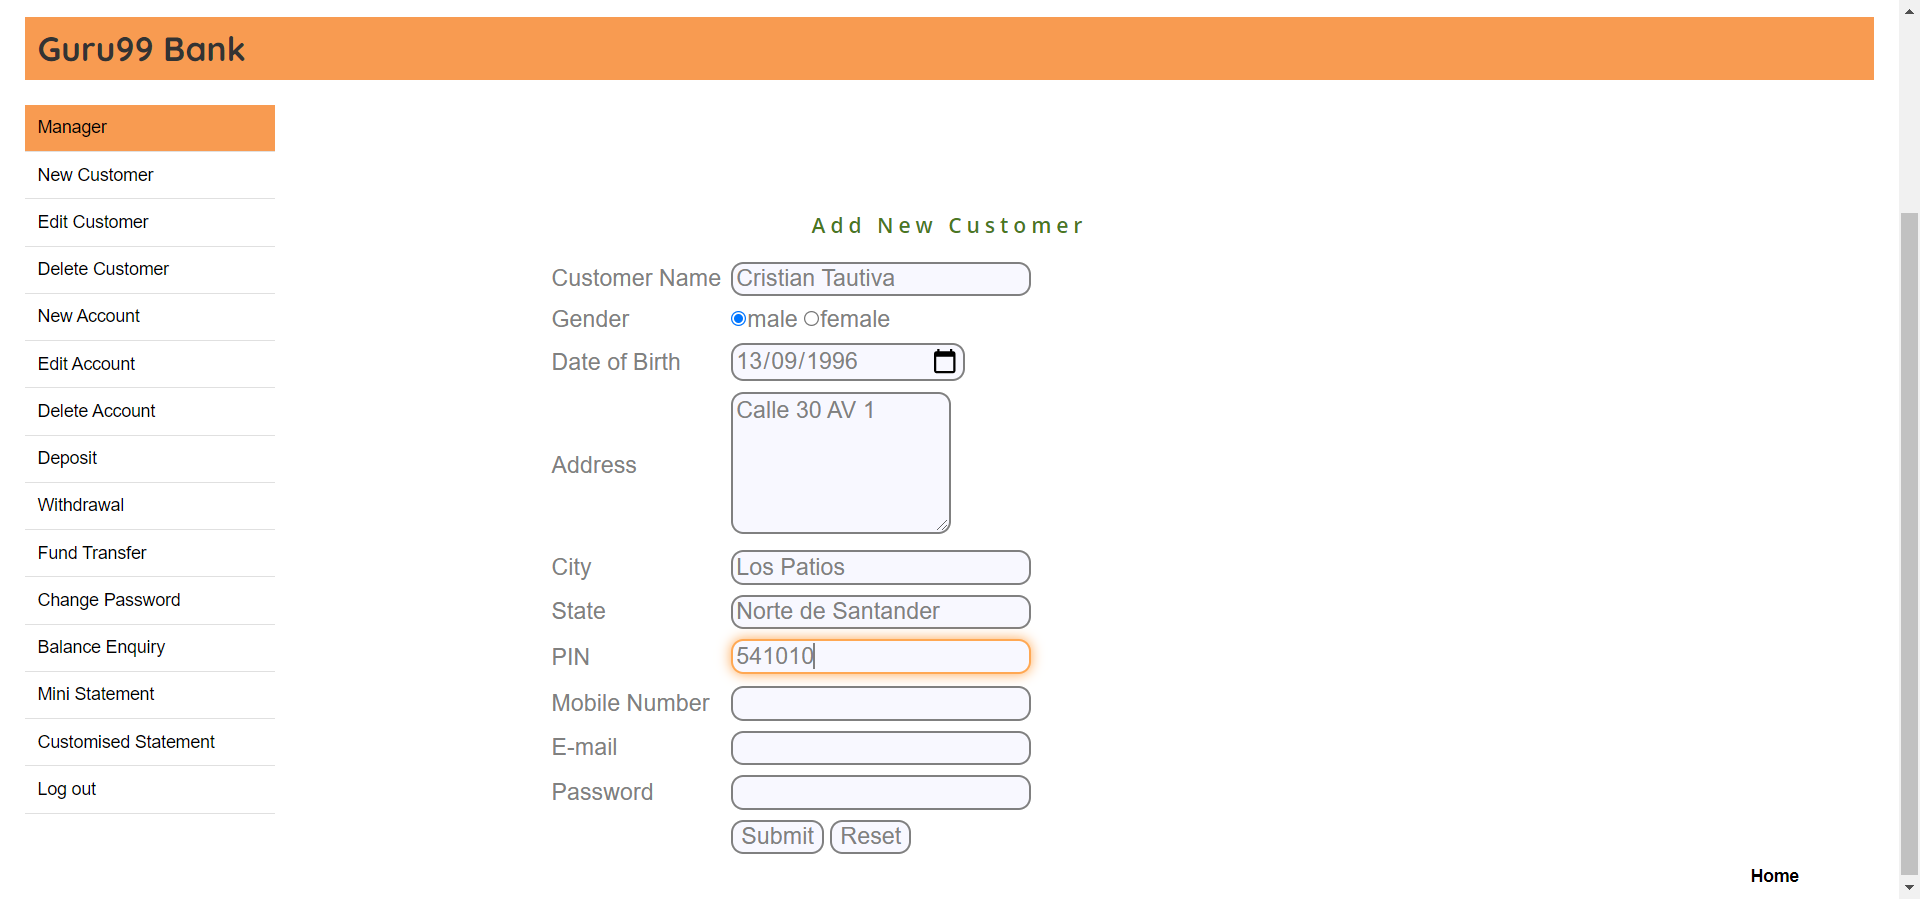 Guru99 Bank
Manager
New Customer
Edit Customer
Delete Customer
New Account
Edit Account
Delete Account
Deposit
Withdrawal
Fund Transfer
Change Password
Balance Enquiry
Mini Statement
Customised Statement
Log out
Add New Customer
Customer Name Cristian Tautiva
Gender male female
Date of Birth 13/09/1996
Address Calle 30 AV 1
City Los Patios
State Norte de Santander
PIN 541010
Mobile Number
E-mail
Password
Submit Reset
Home